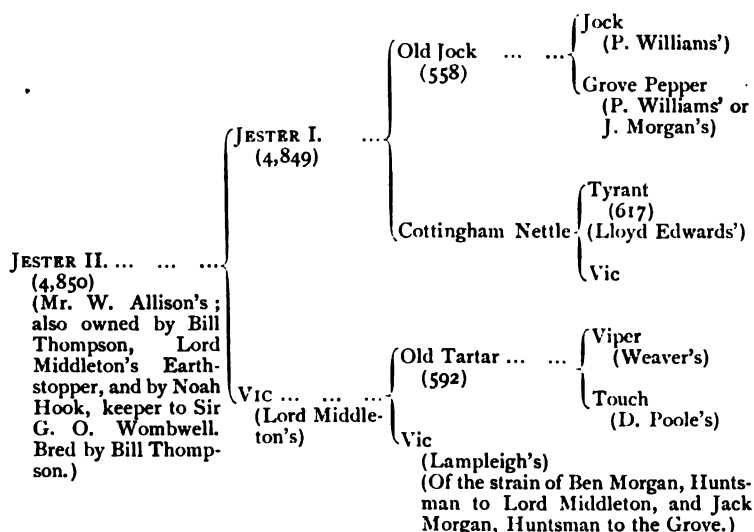 Jock
(P. Williams')
Old Jock ... ...
(558)
Grove Pepper
(P. Williams' or
J. Morgan's)
JESTER I. ...
(4,849)
Tyrant
(617)
(Lloyd Edwards')
Cottingham Nettle
Vic
JESTER II. ... ... ...
(4,850)
(Mr. W. Allison's ;
also owned by Bill
Thompson, Lord
Middleton's Earth-
stopper, and by Noah
Hook, keeper to Sir
G. O. Wombwell.
Bred by Bill Thomp-
son.)
Viper
(Weaver's)
Old Tartar ... ...
(592)
Touch
(D. Poole's)
VIC ... ... ...
(Lord Middle-
ton's)
Vic
(Lampleigh's)
(Of the strain of Ben Morgan, Hunts-
man to Lord Middleton, and Jack
Morgan, Huntsman to the Grove.)